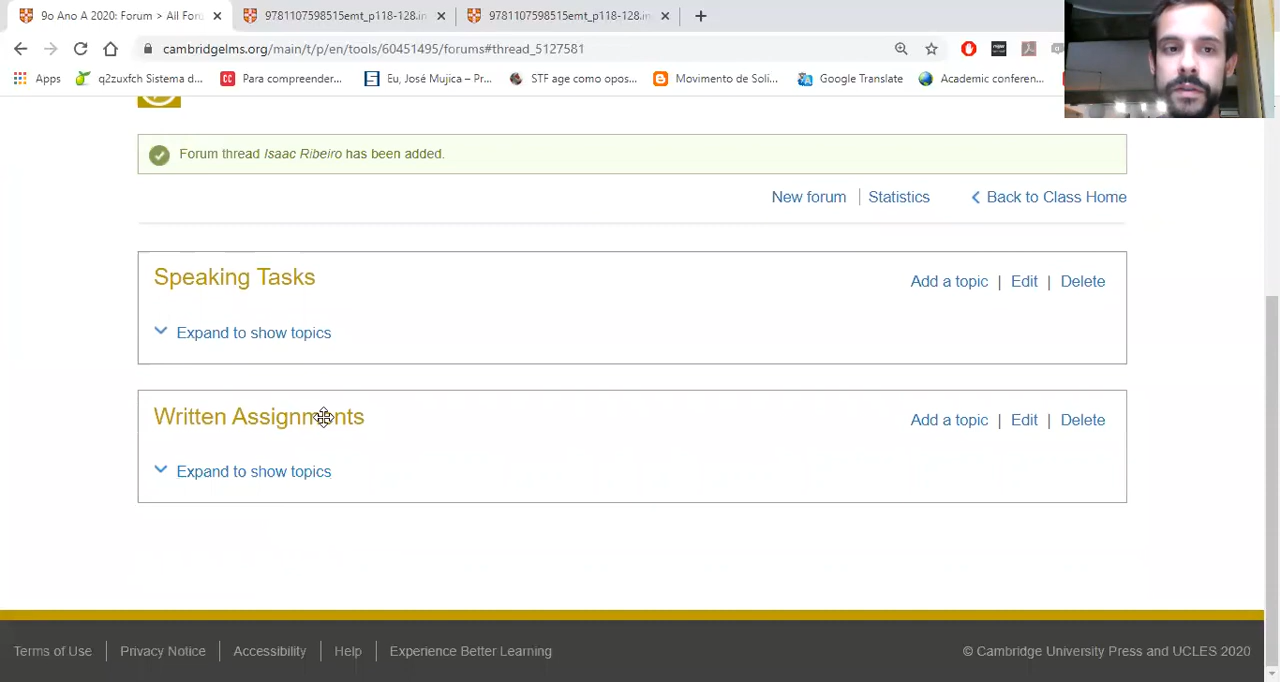 9o Ano A 2020: Forum > All For
9781107598515emt_p118-128.in
9781107598515emt_p118-128.in
cambridgelms.org/main/t/p/en/tools/60451495/forums#thread_5127581
Apps
q2zuxfch Sistema d...
Para compreender...
Eu, José Mujica – Pr...
STF age como opos...
Movimento de Soli...
Google Translate
Academic conferen...
Forum thread Isaac Ribeiro has been added.
New forum | Statistics Back to Class Home
Speaking Tasks
Add a topic | Edit | Delete
Expand to show topics
Written Assignments
Add a topic | Edit | Delete
Expand to show topics
Terms of Use Privacy Notice Accessibility Help Experience Better Learning
© Cambridge University Press and UCLES 2020